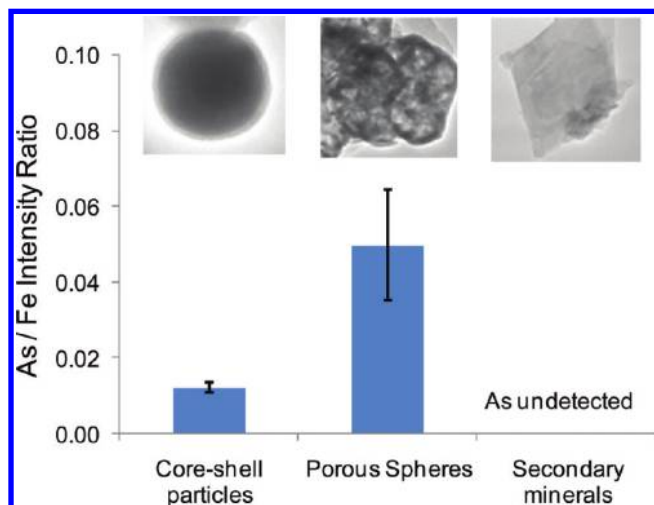 As / Fe Intensity Ratio
0.10
0.08
0.06
0.04
0.02
0.00
As undetected
Core-shell
particles
Porous Spheres
Secondary
minerals